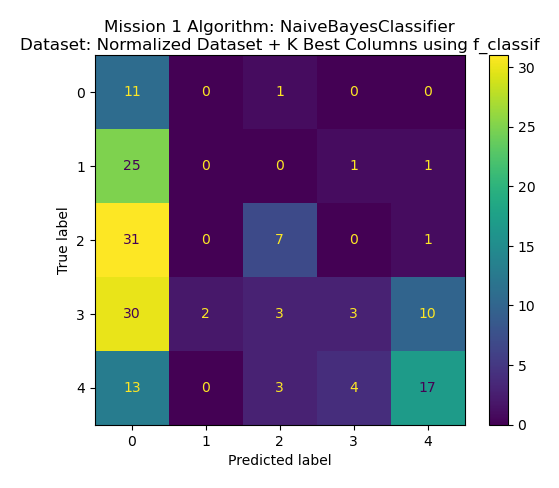 Mission 1 Algorithm: NaiveBayesClassifier
Dataset: Normalized Dataset + K Best Columns using f_classif
0 11 0 1 0 0
1 25 0 0 1 1
2 31 0 7 0 1
3 30 2 3 3 10
4 13 0 3 4 17
0 1 2 3 4
Predicted label
True label
30
25
20
15
10
5
0